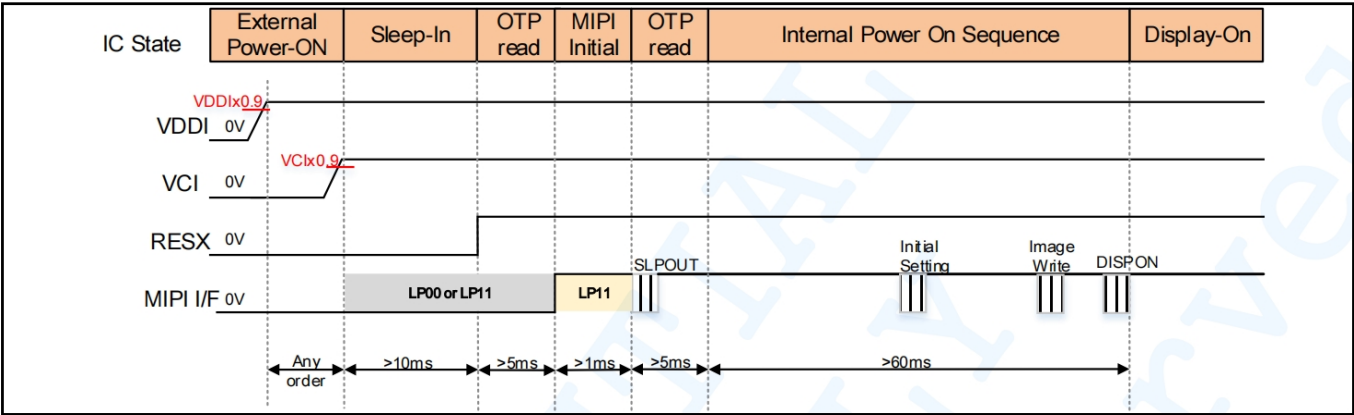 IC State
External
Power-ON
Sleep-In
OTP
read
MIPI
Initial
OTP
read
Internal Power On Sequence
Display-On
VDDIx0.9
VDDI 0V
VCIx0.9
VCI 0V
RESX 0V
SLPOUT
Initial
Setting
Image
Write
DISPON
MIPI I/F 0V
LP00 or LP11
LP11
Any
order
>10ms
>5ms
>1ms
>5ms
>60ms